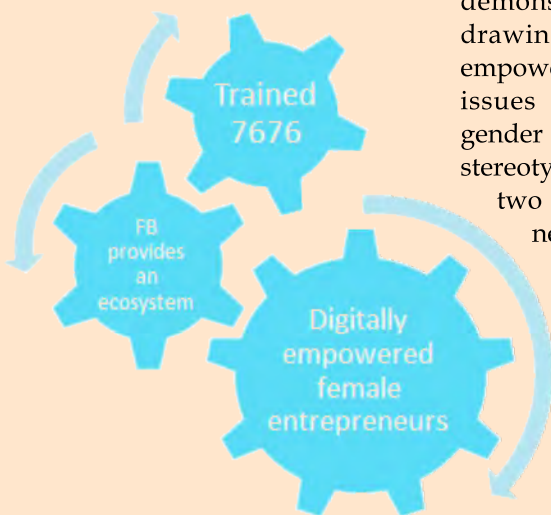 Trained
7676
FB
provides
an
ecosystem
Digitally
empowered
female
entrepreneurs
demons
drawin
empowe
issues
gender
stereoty
two
ne